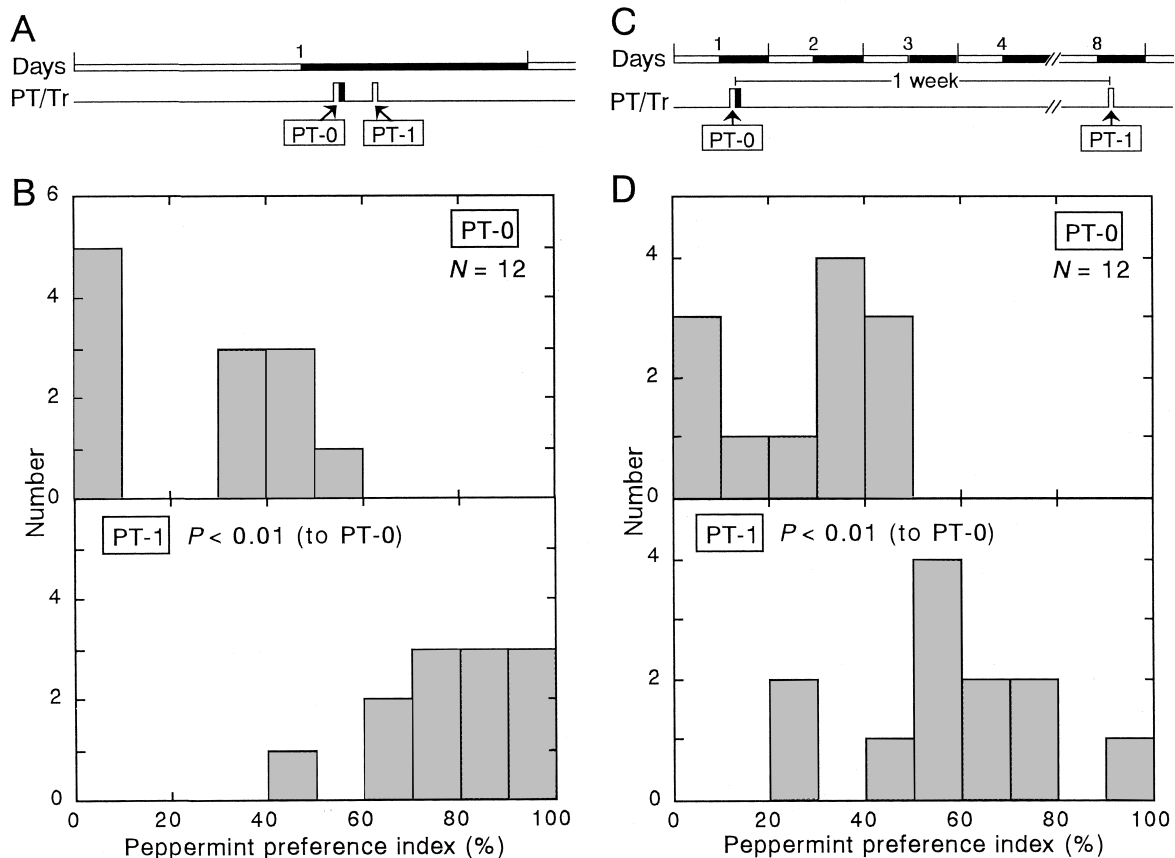 A
1
Days
PT/Tr
PT-0
PT-1
B
6
4
2
0
PT-0
N = 12
PT-1 P < 0.01 (to PT-0)
4
2
0
Number
0 20 40 60 80 100
Peppermint preference index (%)
C
1 2 3 4 8
Days
1 week
PT/Tr
PT-0
PT-1
D
4
2
0
PT-0
N = 12
PT-1 P < 0.01 (to PT-0)
4
2
0
Number
0 20 40 60 80 100
Peppermint preference index (%)